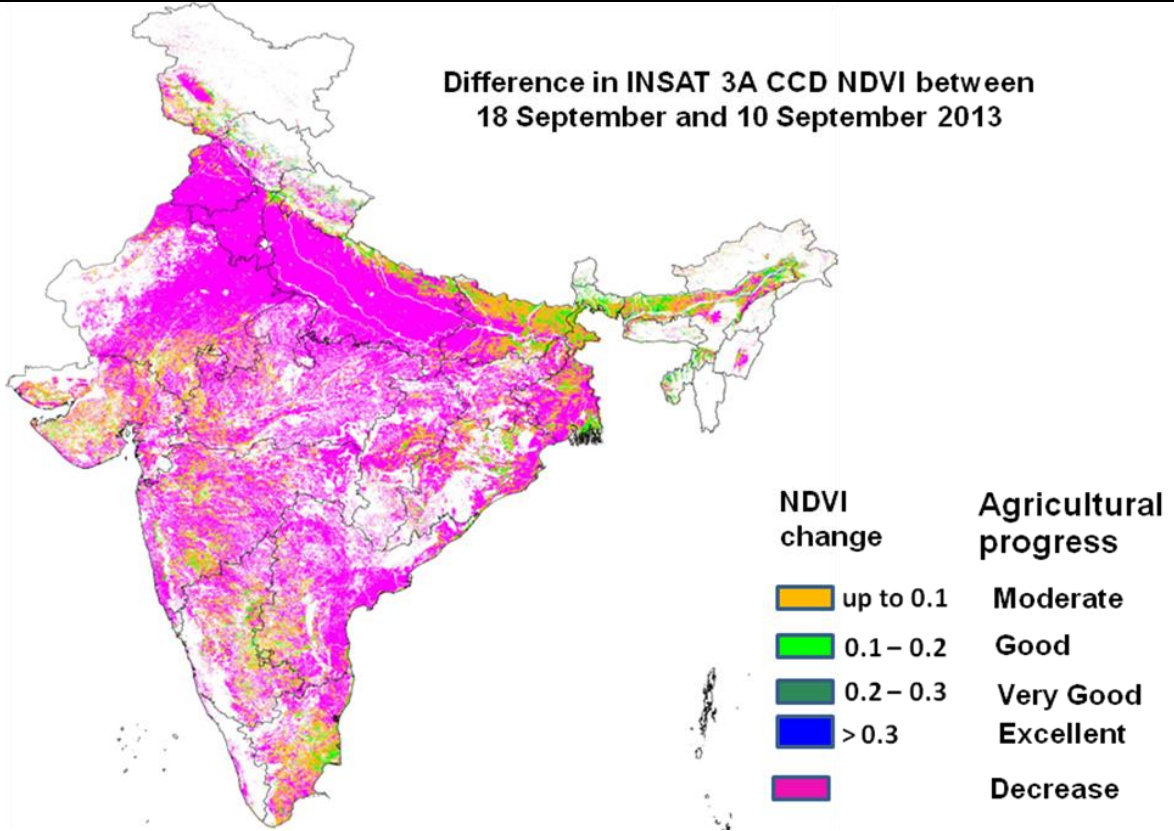 Difference in INSAT 3A CCD NDVI between
18 September and 10 September 2013
NDVI change
Agricultural progress
up to 0.1 Moderate
0.1 – 0.2 Good
0.2 – 0.3 Very Good
> 0.3 Excellent
Decrease